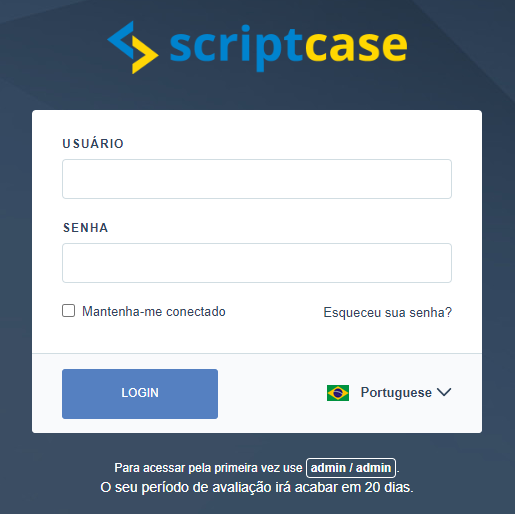 scriptcase
USUÁRIO
SENHA
Mantenha-me conectado
Esqueceu sua senha?
LOGIN
Portuguese
Para acessar pela primeira vez use admin / admin.
O seu período de avaliação irá acabar em 20 dias.